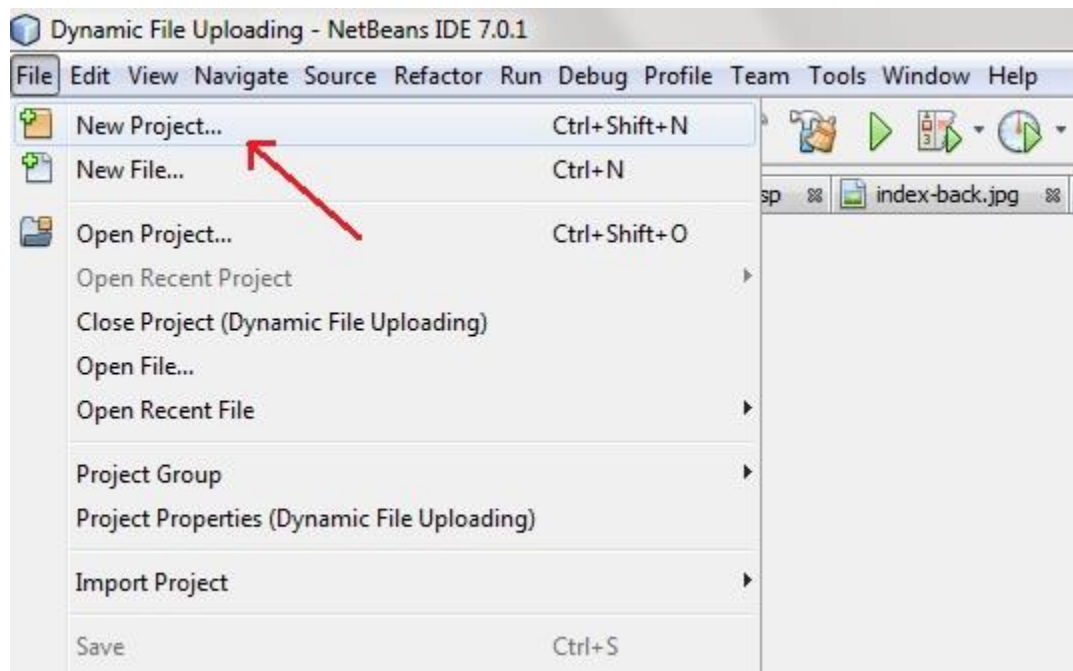 Dynamic File Uploading - NetBeans IDE 7.0.1
File Edit View Navigate Source Refactor Run Debug Profile Team Tools Window Help
New Project... Ctrl+Shift+N
New File... Ctrl+N
sp index-back.jpg
Open Project... Ctrl+Shift+O
Open Recent Project
Close Project (Dynamic File Uploading)
Open File...
Open Recent File
Project Group
Project Properties (Dynamic File Uploading)
Import Project
Save Ctrl+S